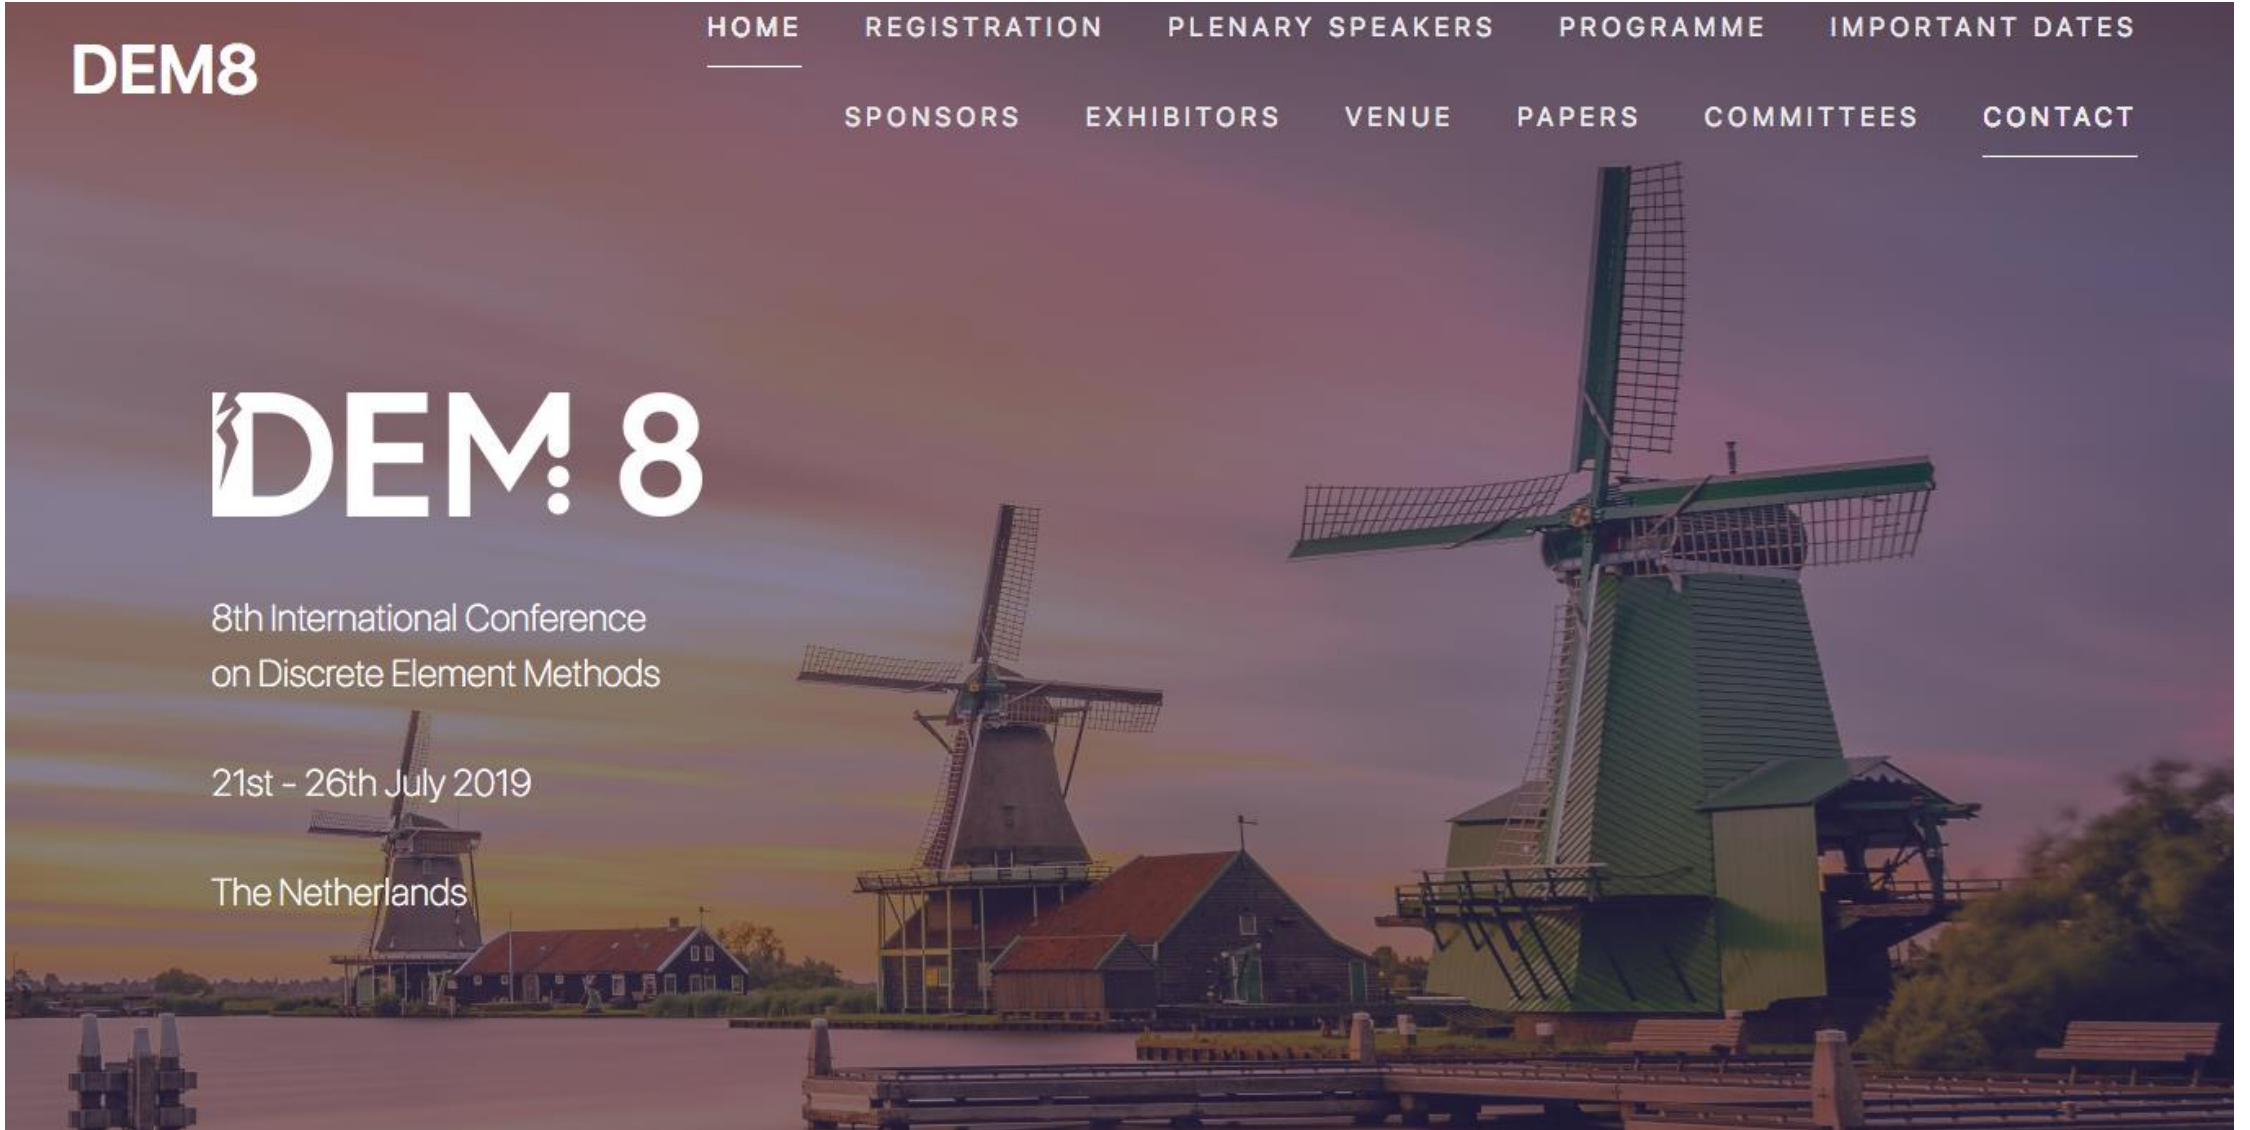 DEM8
HOME REGISTRATION PLENARY SPEAKERS PROGRAMME IMPORTANT DATES
SPONSORS EXHIBITORS VENUE PAPERS COMMITTEES CONTACT
DEM 8
8th International Conference
on Discrete Element Methods
21st - 26th July 2019
The Netherlands